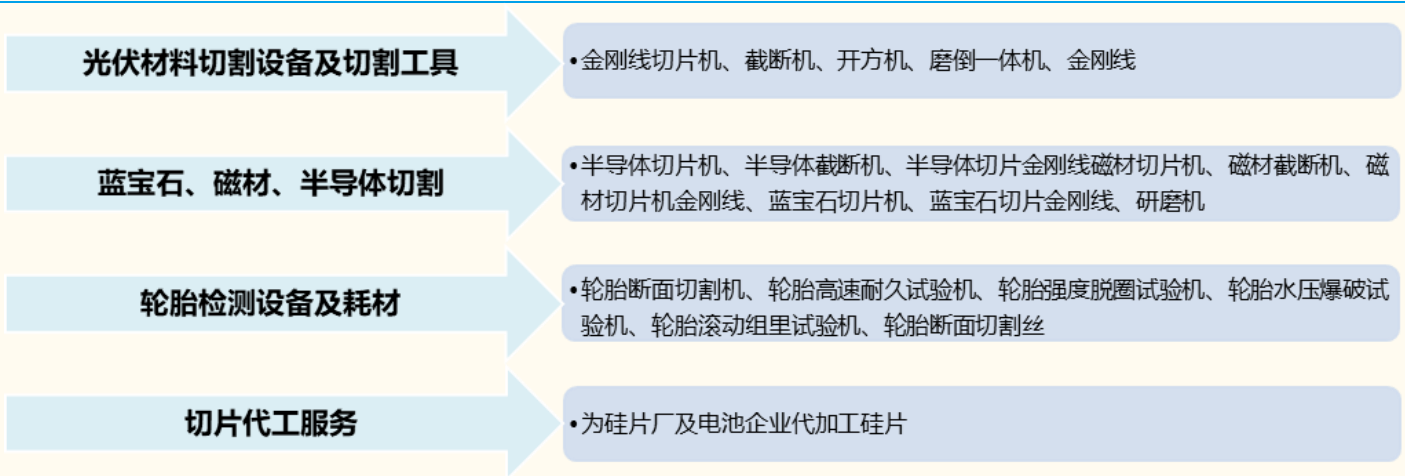 光伏材料切割设备及切割工具
•金刚线切片机、截断机、开方机、磨倒一体机、金刚线
蓝宝石、磁材、半导体切割
•半导体切片机、半导体截断机、半导体切片金刚线磁材切片机、磁材截断机、磁
材切片机金刚线、蓝宝石切片机、蓝宝石切片金刚线、研磨机
轮胎检测设备及耗材
•轮胎断面切割机、轮胎高速耐久试验机、轮胎强度脱圈试验机、轮胎水压爆破试
验机、轮胎滚动组里试验机、轮胎断面切割丝
切片代工服务
•为硅片厂及电池企业代加工硅片